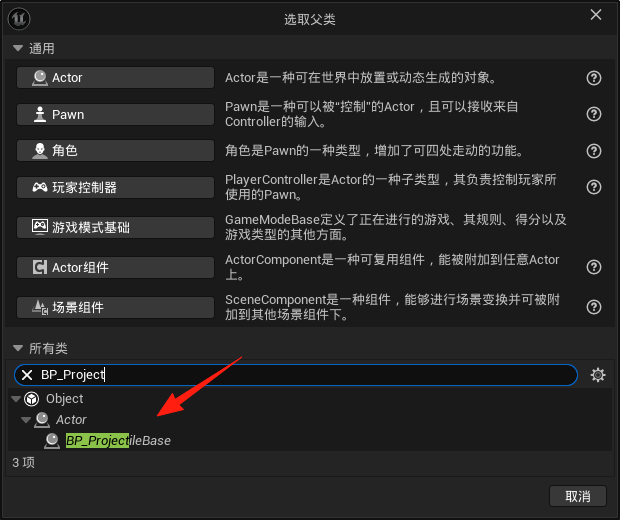 选取父类
通用
Actor
Actor是一种可在世界中放置或动态生成的对象。
Pawn
Pawn是一种可以被“控制”的Actor，且可以接收来自
Controller的输入。
角色
角色是Pawn的一种类型，增加了可四处走动的功能。
玩家控制器
PlayerController是Actor的一种子类型，其负责控制玩家所
使用的Pawn。
游戏模式基础
GameModeBase定义了正在进行的游戏、其规则、得分以及
游戏类型的其他方面。
Actor组件
ActorComponent是一种可复用组件，能被附加到任意Actor
上。
场景组件
SceneComponent是一种组件，能够进行场景变换并可被附
加到其他场景组件下。
所有类
BP_Project
Object
Actor
BP_ProjectileBase
3 项
取消